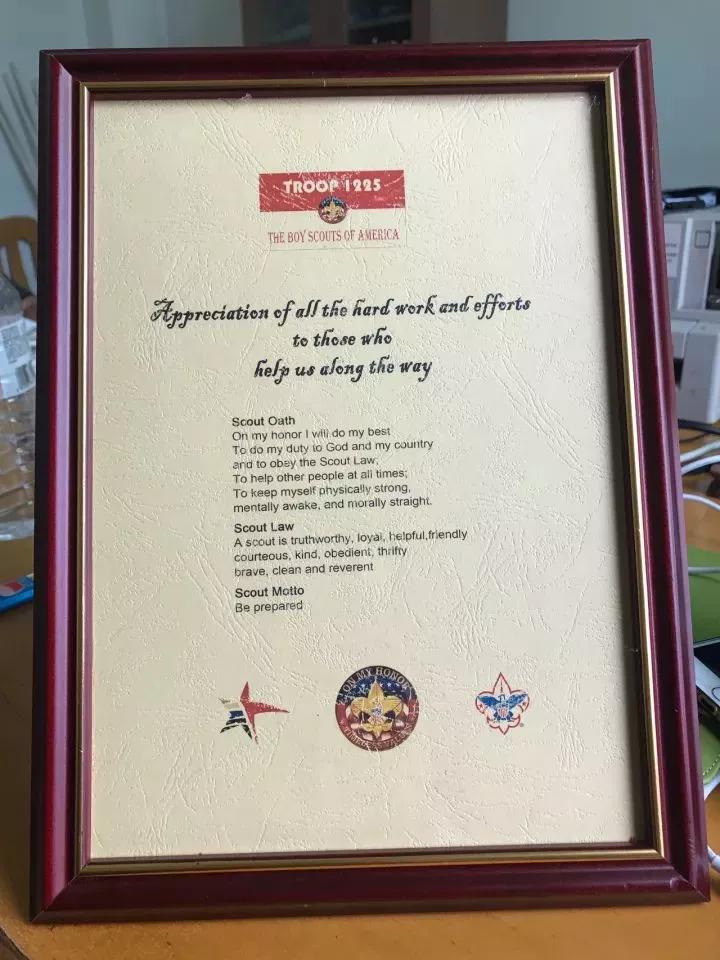 TROOP 1225
THE BOY SCOUTS OF AMERICA
Appreciation of all the hard work and efforts
to those who
help us along the way
Scout Oath
On my honor I will do my best
To do my duty to God and my country
and to obey the Scout Law;
To help other people at all times;
To keep myself physically strong,
mentally awake, and morally straight.
Scout Law
A scout is truthworthy, loyal, helpful,friendly
courteous, kind, obedient, thrifty
brave, clean and reverent
Scout Motto
Be prepared
ON MY HONOR